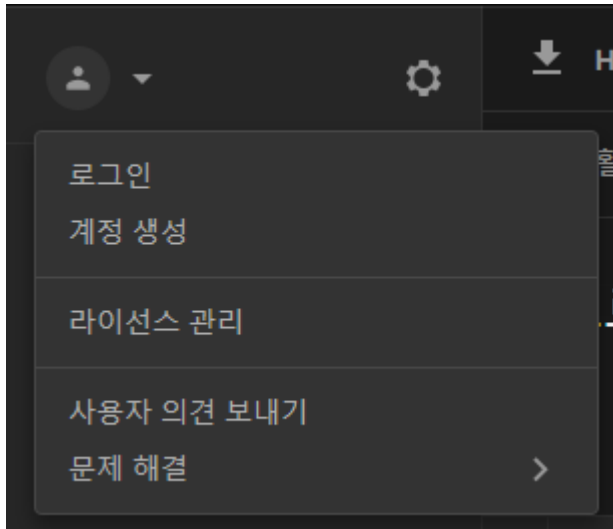 로그인
계정 생성
라이선스 관리
사용자 의견 보내기
문제 해결